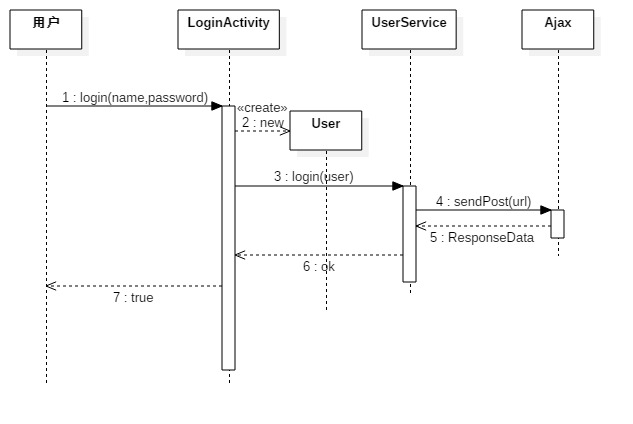 用户
LoginActivity
UserService
Ajax
1 : login(name,password)
«create»
2 : new
User
3 : login(user)
4 : sendPost(url)
5 : ResponseData
6 : ok
7 : true